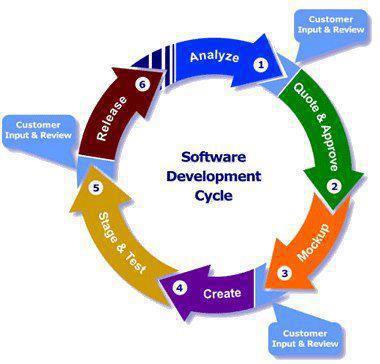 Customer
Input & Review
Analyze
1
Quote & Approve
2
Mockup
3
Customer
Input & Review
Create
4
Stage & Test
5
Customer
Input & Review
Release
6
Software
Development
Cycle